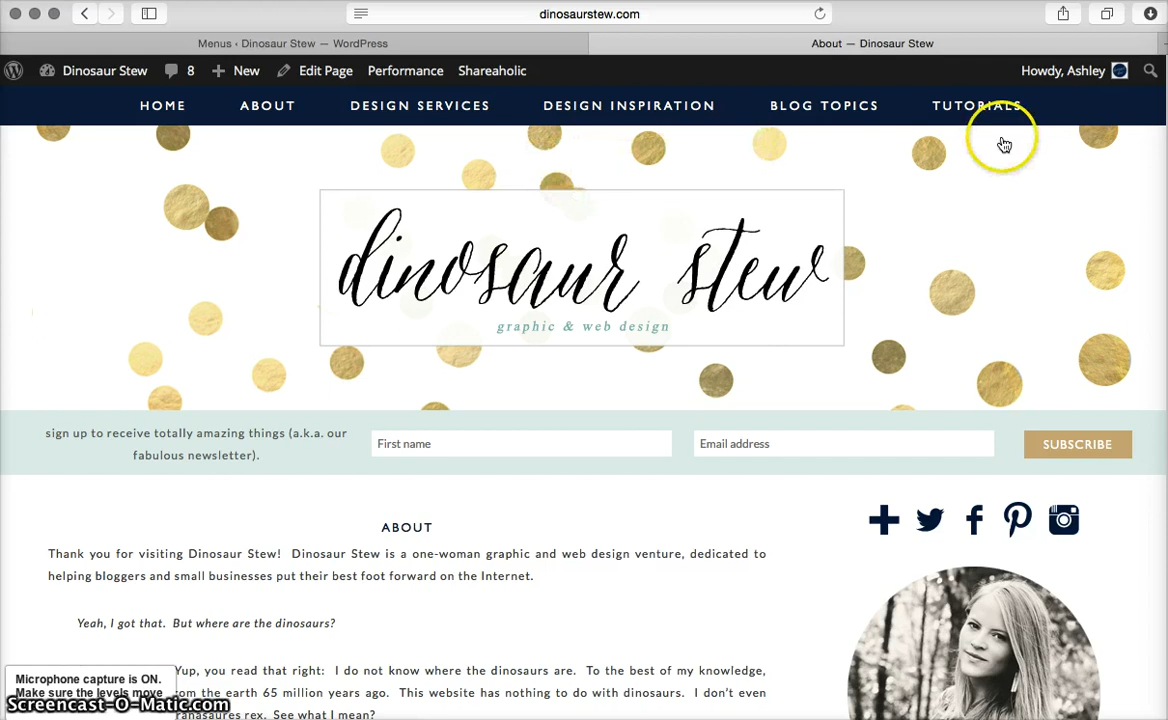 dinosaurstew.com
Menus ‹ Dinosaur Stew — WordPress
About — Dinosaur Stew
Dinosaur Stew 8 New Edit Page Performance Shareaholic Howdy, Ashley
HOME ABOUT DESIGN SERVICES DESIGN INSPIRATION BLOG TOPICS TUTORIALS
dinosaur stew
graphic & web design
sign up to receive totally amazing things (a.k.a. our
fabulous newsletter).
First name
Email address
SUBSCRIBE
ABOUT
Thank you for visiting Dinosaur Stew! Dinosaur Stew is a one-woman graphic and web design venture, dedicated to
helping bloggers and small businesses put their best foot forward on the Internet.
Yeah, I got that. But where are the dinosaurs?
Yup, you read that right: I do not know where the dinosaurs are. To the best of my knowledge,
the earth 65 million years ago. This website has nothing to do with dinosaurs. I don't even
rex. See what I mean?
Microphone capture is ON.
Make sure the levels move
Screencast-O-Matic.com